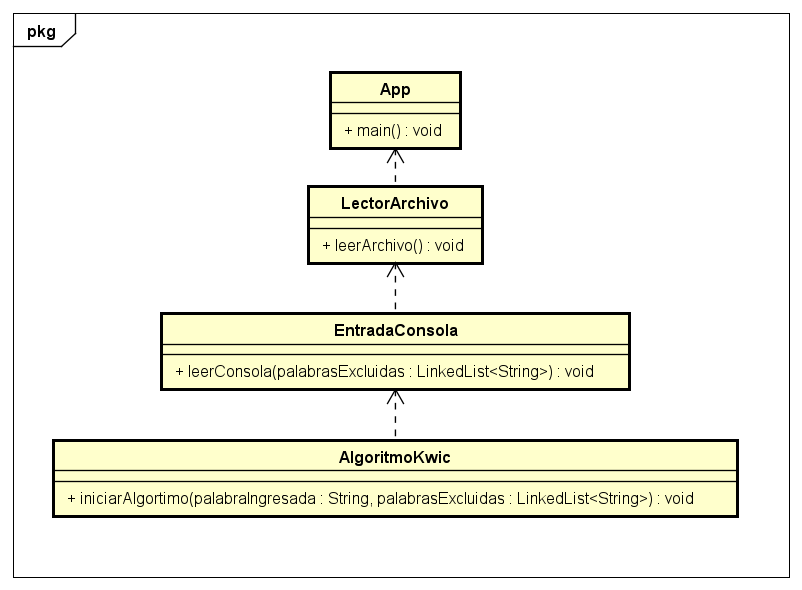 pkg
App
+ main() : void
LectorArchivo
+ leerArchivo() : void
EntradaConsola
+ leerConsola(palabrasExcluidas : LinkedList<String>) : void
AlgoritmoKwic
+ iniciarAlgortimo(palabraIngresada : String, palabrasExcluidas : LinkedList<String>) : void